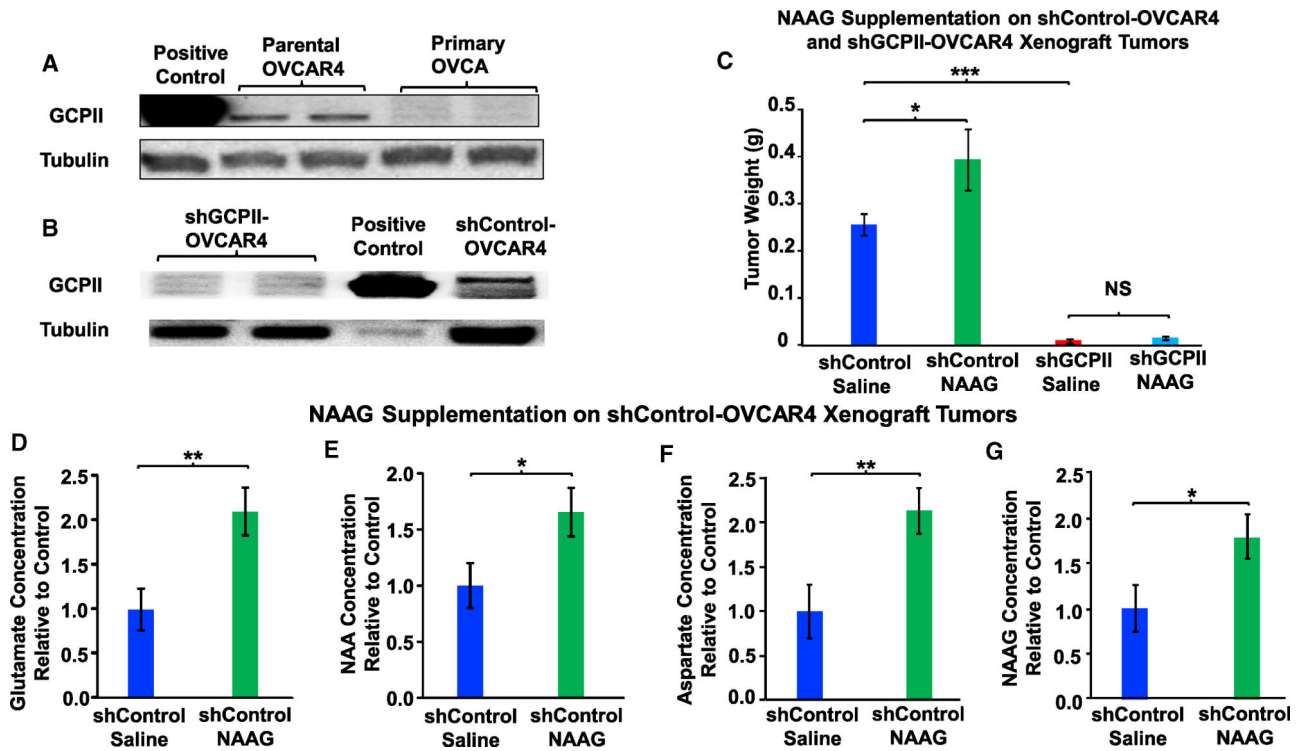 A
Positive
Control
Parental
OVCAR4
Primary
OVCA
GCPII
Tubulin
B
shGCPII-
OVCAR4
Positive
Control
shControl-
OVCAR4
GCPII
Tubulin
NAAG Supplementation on shControl-OVCAR4
and shGCPII-OVCAR4 Xenograft Tumors
C
***
*
NS
Tumor Weight (g)
0.5
0.4
0.3
0.2
0.1
0
shControl
Saline
shControl
NAAG
shGCPII
Saline
shGCPII
NAAG
NAAG Supplementation on shControl-OVCAR4 Xenograft Tumors
D
**
Glutamate Concentration
Relative to Control
2.5
2.0
1.5
1.0
0.5
0.0
shControl
Saline
shControl
NAAG
E
*
NAA Concentration
Relative to Control
2.0
1.5
1.0
0.5
0.0
shControl
Saline
shControl
NAAG
F
**
Aspartate Concentration
Relative to Control
2.5
2.0
1.5
1.0
0.5
0.0
shControl
Saline
shControl
NAAG
G
*
NAAG Concentration
Relative to Control
2.5
2.0
1.5
1.0
0.5
0.0
shControl
Saline
shControl
NAAG